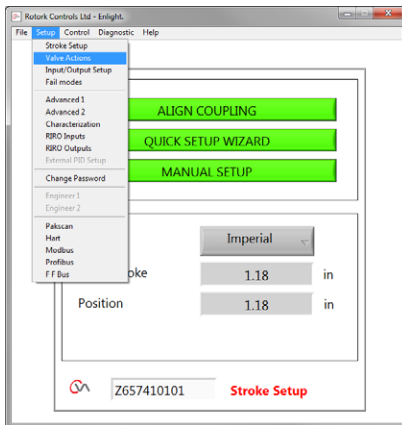 Rotork Controls Ltd - Enlight.
File Setup Control Diagnostic Help
Stroke Setup
Valve Actions
Input/Output Setup
Fail modes
Advanced 1
Advanced 2
Characterization
RIRO Inputs
RIRO Outputs
External PID Setup
Change Password
Engineer 1
Engineer 2
Pakscan
Hart
Modbus
Profibus
F F Bus
ALIGN COUPLING
QUICK SETUP WIZARD
MANUAL SETUP
Imperial
oke 1.18 in
Position 1.18 in
Z657410101 Stroke Setup